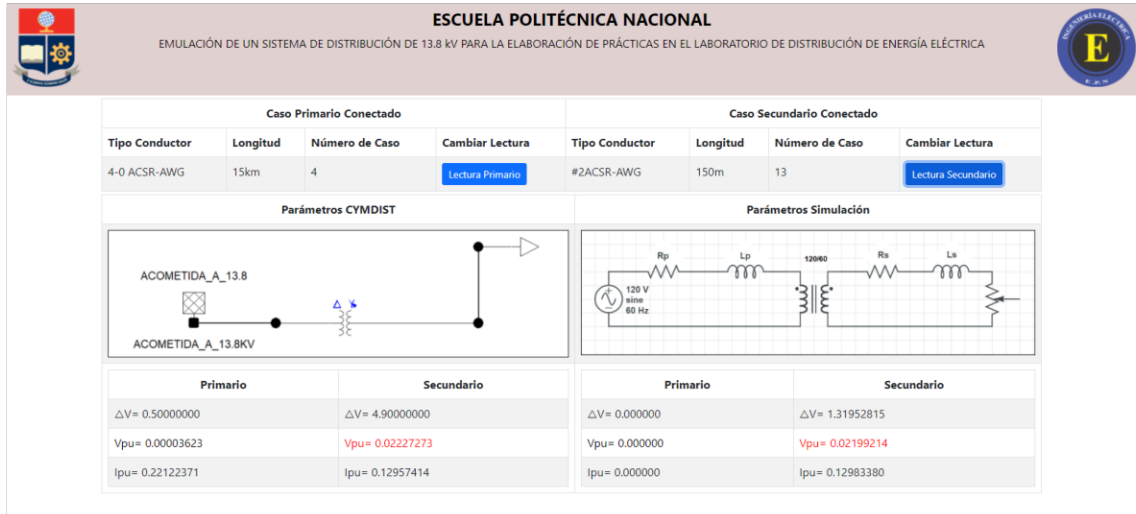 ESCUELA POLITÉCNICA NACIONAL
EMULACIÓN DE UN SISTEMA DE DISTRIBUCIÓN DE 13.8 kV PARA LA ELABORACIÓN DE PRÁCTICAS EN EL LABORATORIO DE DISTRIBUCIÓN DE ENERGÍA ELÉCTRICA
INGENIERÍA ELECTRICA
E
E.P.N
Caso Primario Conectado Caso Secundario Conectado
Tipo Conductor Longitud Número de Caso Cambiar Lectura Tipo Conductor Longitud Número de Caso Cambiar Lectura
4-0 ACSR-AWG 15km 4 Lectura Primario #2ACSR-AWG 150m 13 Lectura Secundario
Parámetros CYMDIST Parámetros Simulación
ACOMETIDA_A_13.8
ACOMETIDA_A_13.8KV
Rp Lp 120/60 Rs Ls
120 V
sine
60 Hz
Primario Secundario Primario Secundario
△V= 0.50000000 △V= 4.90000000 △V= 0.000000 △V= 1.31952815
Vpu= 0.00003623 Vpu= 0.02227273 Vpu= 0.000000 Vpu= 0.02199214
Ipu= 0.22122371 Ipu= 0.12957414 Ipu= 0.000000 Ipu= 0.12983380